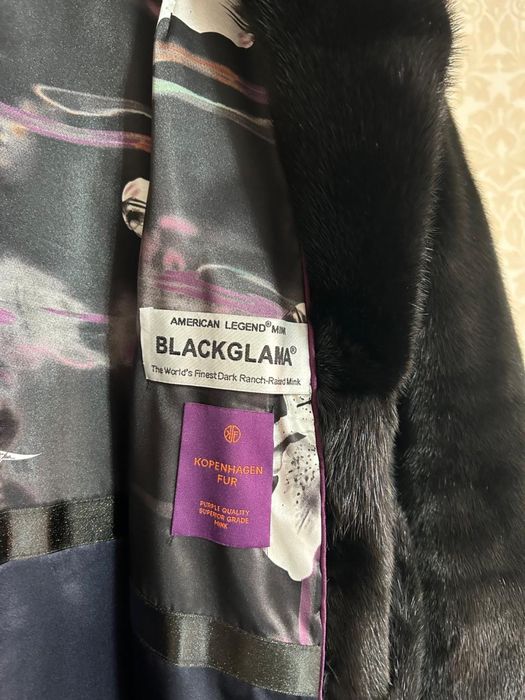 AMERICAN LEGEND® MINK
BLACKGLAMA®
The World's Finest Dark Ranch-Raised Mink
KOPENHAGEN
FUR
PURPLE QUALITY
SUPERIOR GRADE
MINK